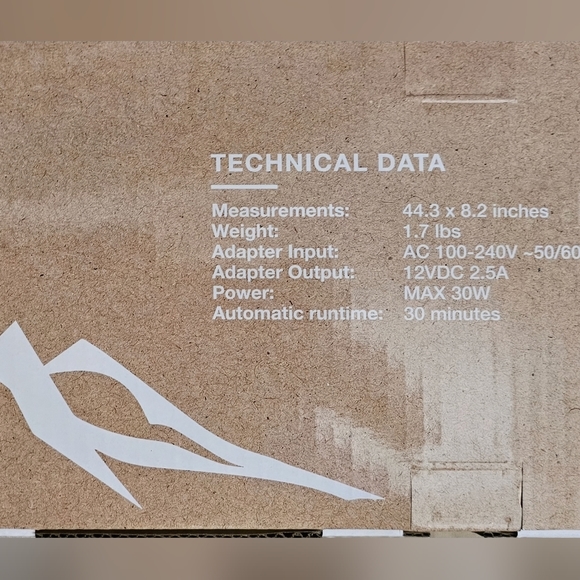 TECHNICAL DATA
Measurements: 44.3 x 8.2 inches
Weight: 1.7 lbs
Adapter Input: AC 100-240V ~50/60
Adapter Output: 12VDC 2.5A
Power: MAX 30W
Automatic runtime: 30 minutes